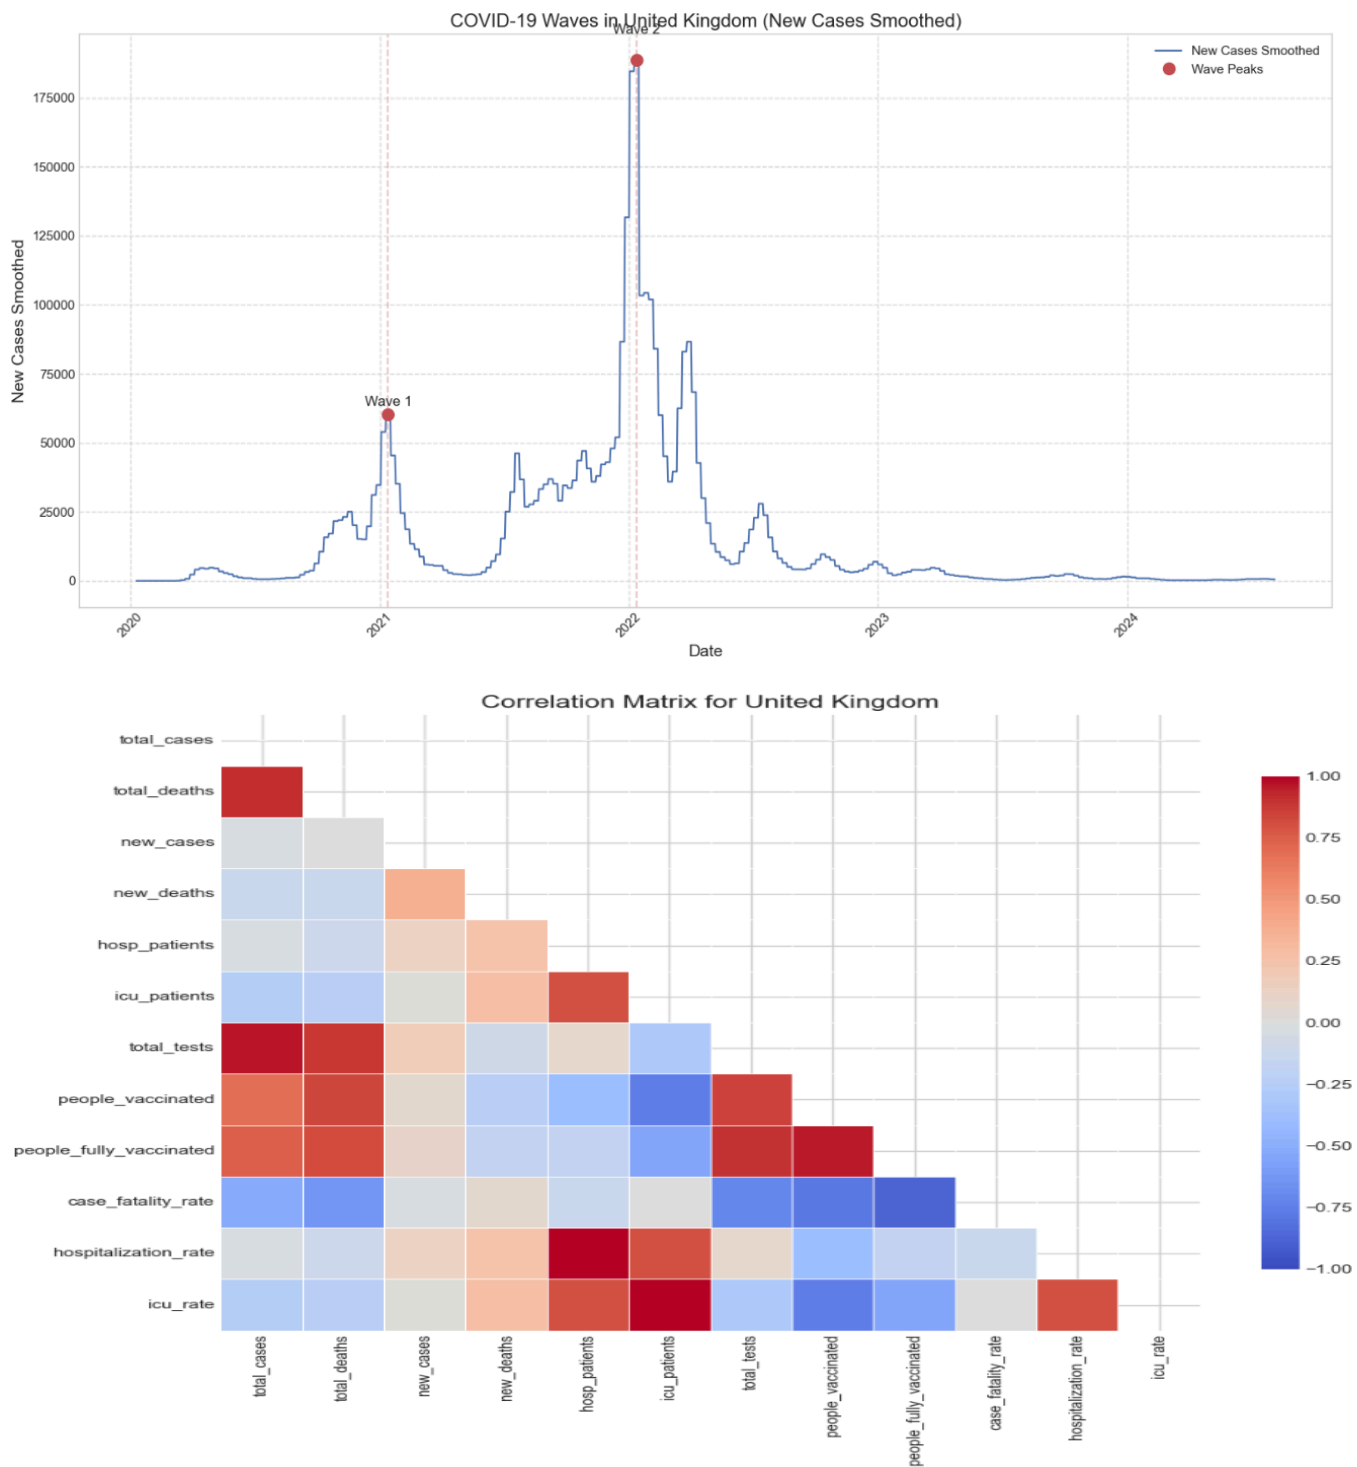 COVID-19 Waves in United Kingdom (New Cases Smoothed)
Wave 2
New Cases Smoothed
Wave Peaks
175000
150000
125000
100000
75000
50000
25000
0
New Cases Smoothed
Wave 1
2020
2021
2022
2023
2024
Date
Correlation Matrix for United Kingdom
total_cases
total_deaths
new_cases
new_deaths
hosp_patients
icu_patients
total_tests
people_vaccinated
people_fully_vaccinated
case_fatality_rate
hospitalization_rate
icu_rate
total_cases
total_deaths
new_cases
new_deaths
hosp_patients
icu_patients
total_tests
people_vaccinated
people_fully_vaccinated
case_fatality_rate
hospitalization_rate
icu_rate
1.00
0.75
0.50
0.25
0.00
−0.25
−0.50
−0.75
−1.00